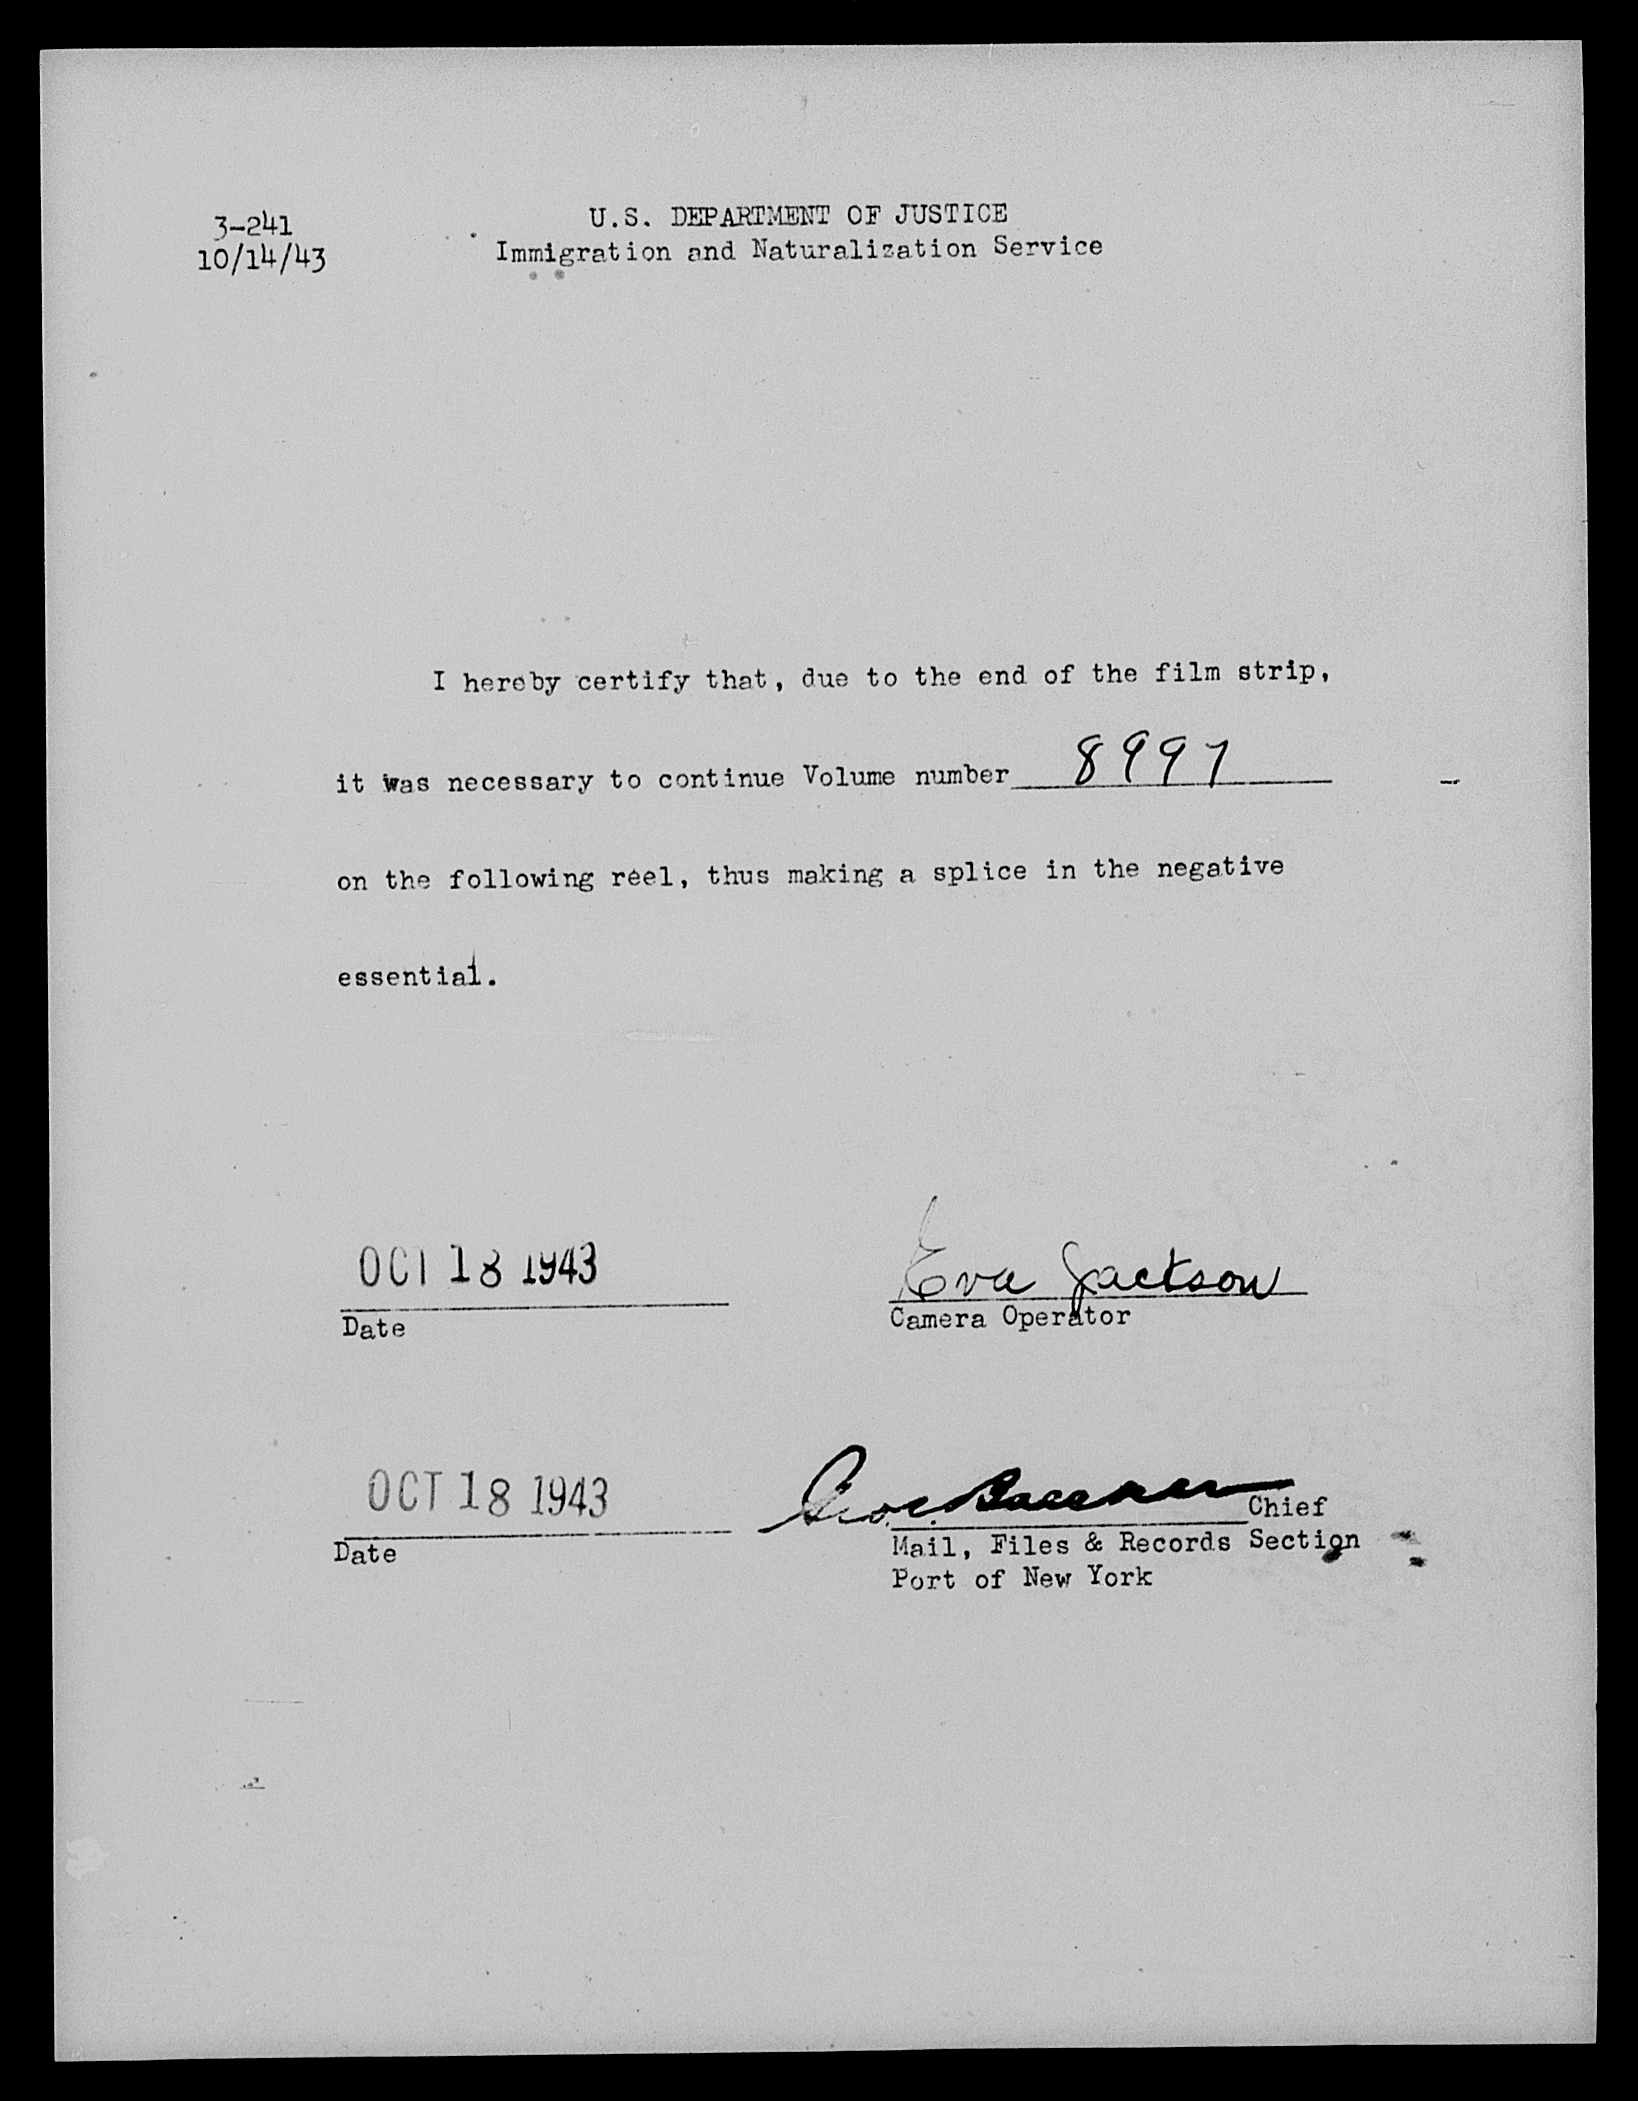 3-241
10/14/43
U.S. DEPARTMENT OF JUSTICE
Immigration and Naturalization Service
I hereby certify that, due to the end of the film strip,
it was necessary to continue Volume number 8997
on the following reel, thus making a splice in the negative
essential.
OCT 18 1943
Date
Eva Jackson
Camera Operator
OCT 18 1943
Date
Geo. Chief
Mail, Files & Records Section
Port of New York